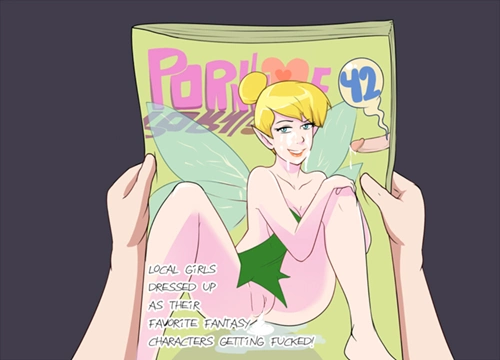 42
LOCAL GIRLS
DRESSED UP
AS THEIR
FAVORITE FANTASY
CHARACTERS GETTING FUCKED!